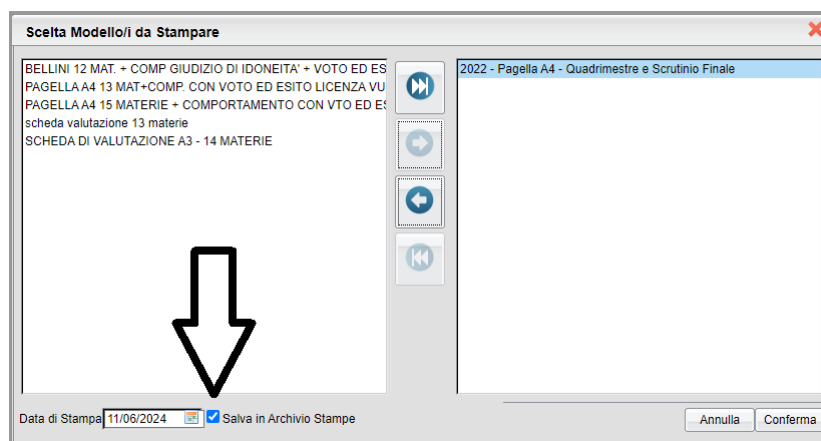 Scelta Modello/i da Stampare
BELLINI 12 MAT. + COMP GIUDIZIO DI IDONEITA' + VOTO ED ES
PAGELLA A4 13 MAT+COMP. CON VOTO ED ESITO LICENZA VU
PAGELLA A4 15 MATERIE + COMPORTAMENTO CON VTO ED ES
scheda valutazione 13 materie
SCHEDA DI VALUTAZIONE A3 - 14 MATERIE
2022 - Pagella A4 - Quadrimestre e Scrutinio Finale
Data di Stampa 11/06/2024 Salva in Archivio Stampe
Annulla Conferma